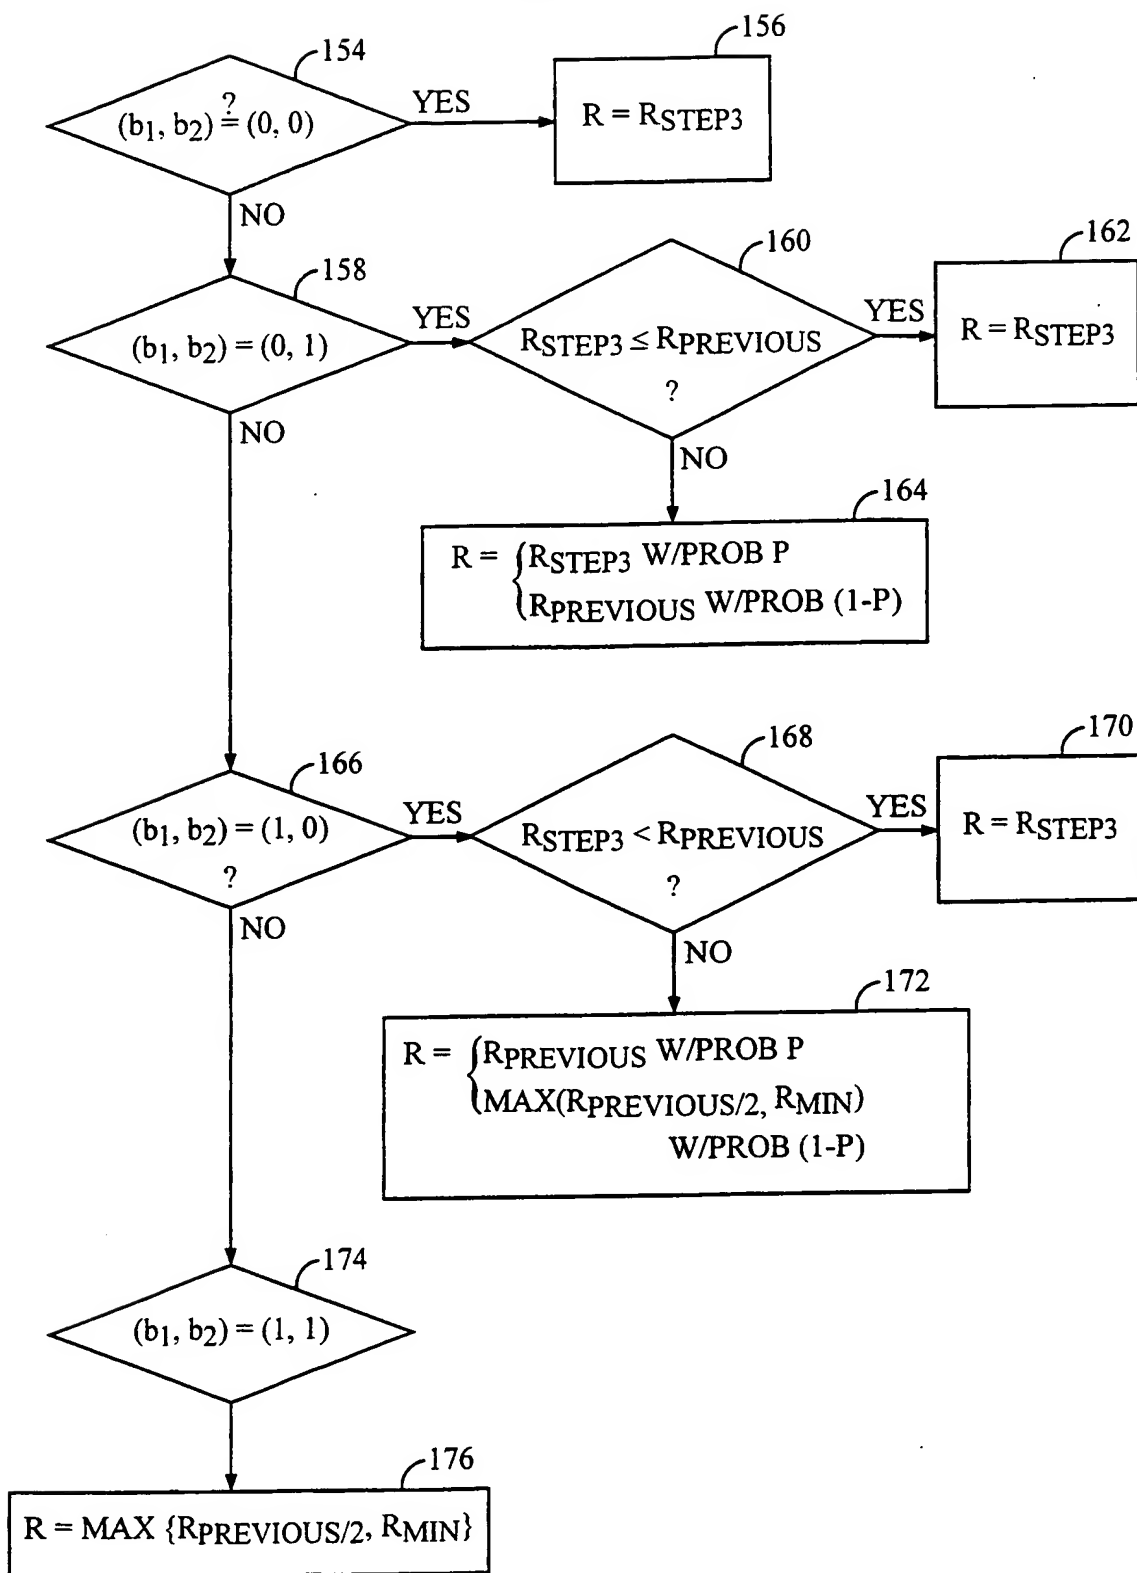 154
?
(b1, b2) = (0, 0)
YES
156
R = RSTEP3
NO
158
(b1, b2) = (0, 1)
YES
160
RSTEP3 ≤ RPREVIOUS
?
YES
162
R = RSTEP3
NO
NO
164
R = { RSTEP3 W/PROB P
RPREVIOUS W/PROB (1-P)
166
(b1, b2) = (1, 0)
?
YES
168
RSTEP3 < RPREVIOUS
?
YES
170
R = RSTEP3
NO
NO
172
R = { RPREVIOUS W/PROB P
MAX(RPREVIOUS/2, RMIN)
W/PROB (1-P)
174
(b1, b2) = (1, 1)
176
R = MAX {RPREVIOUS/2, RMIN}